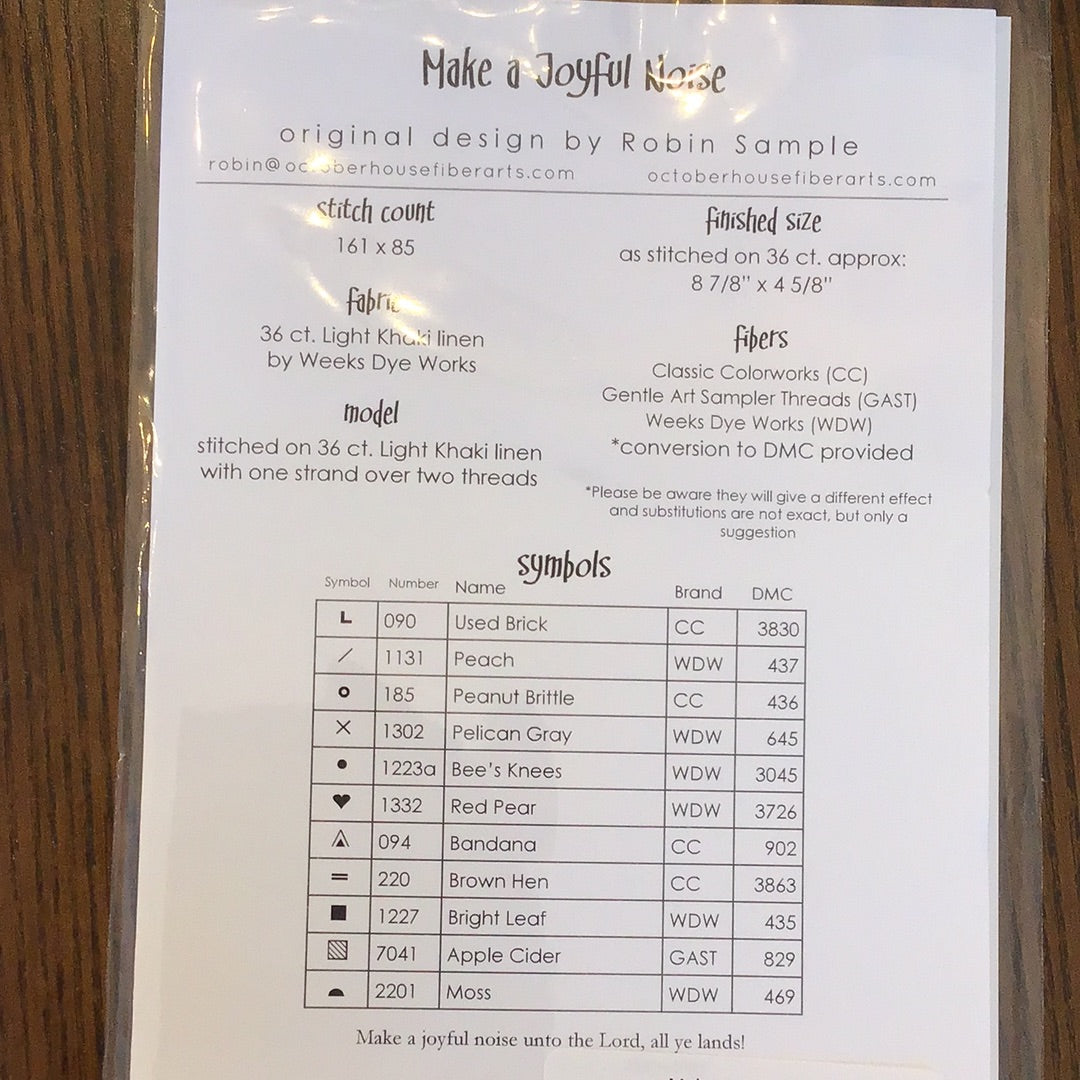 Make a Joyful Noise
original design by Robin Sample
robin@octoberhousefiberarts.com
octoberhousefiberarts.com
stitch count
161 x 85
fabric
36 ct. Light Khaki linen
by Weeks Dye Works
model
stitched on 36 ct. Light Khaki linen
with one strand over two threads
finished size
as stitched on 36 ct. approx:
8 7/8" x 4 5/8"
fibers
Classic Colorworks (CC)
Gentle Art Sampler Threads (GAST)
Weeks Dye Works (WDW)
*conversion to DMC provided
*Please be aware they will give a different effect
and substitutions are not exact, but only a
suggestion
symbols
Symbol Number Name Brand DMC
090 Used Brick CC 3830
1131 Peach WDW 437
185 Peanut Brittle CC 436
1302 Pelican Gray WDW 645
1223a Bee's Knees WDW 3045
1332 Red Pear WDW 3726
094 Bandana CC 902
220 Brown Hen CC 3863
1227 Bright Leaf WDW 435
7041 Apple Cider GAST 829
2201 Moss WDW 469
Make a joyful noise unto the Lord, all ye lands!